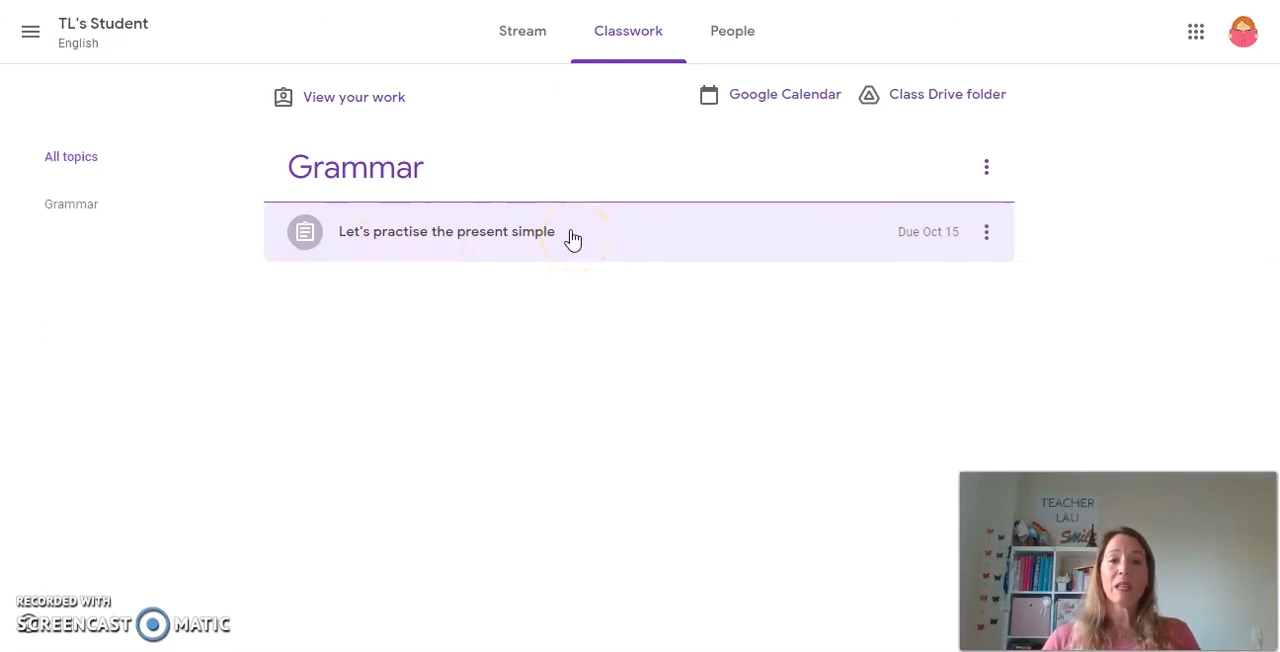 TL's Student
English
Stream
Classwork
People
View your work
Google Calendar
Class Drive folder
All topics
Grammar
Grammar
Let's practise the present simple
Due Oct 15
TEACHER
LAU
Smile
RECORDED WITH
SCREENCAST MATIC